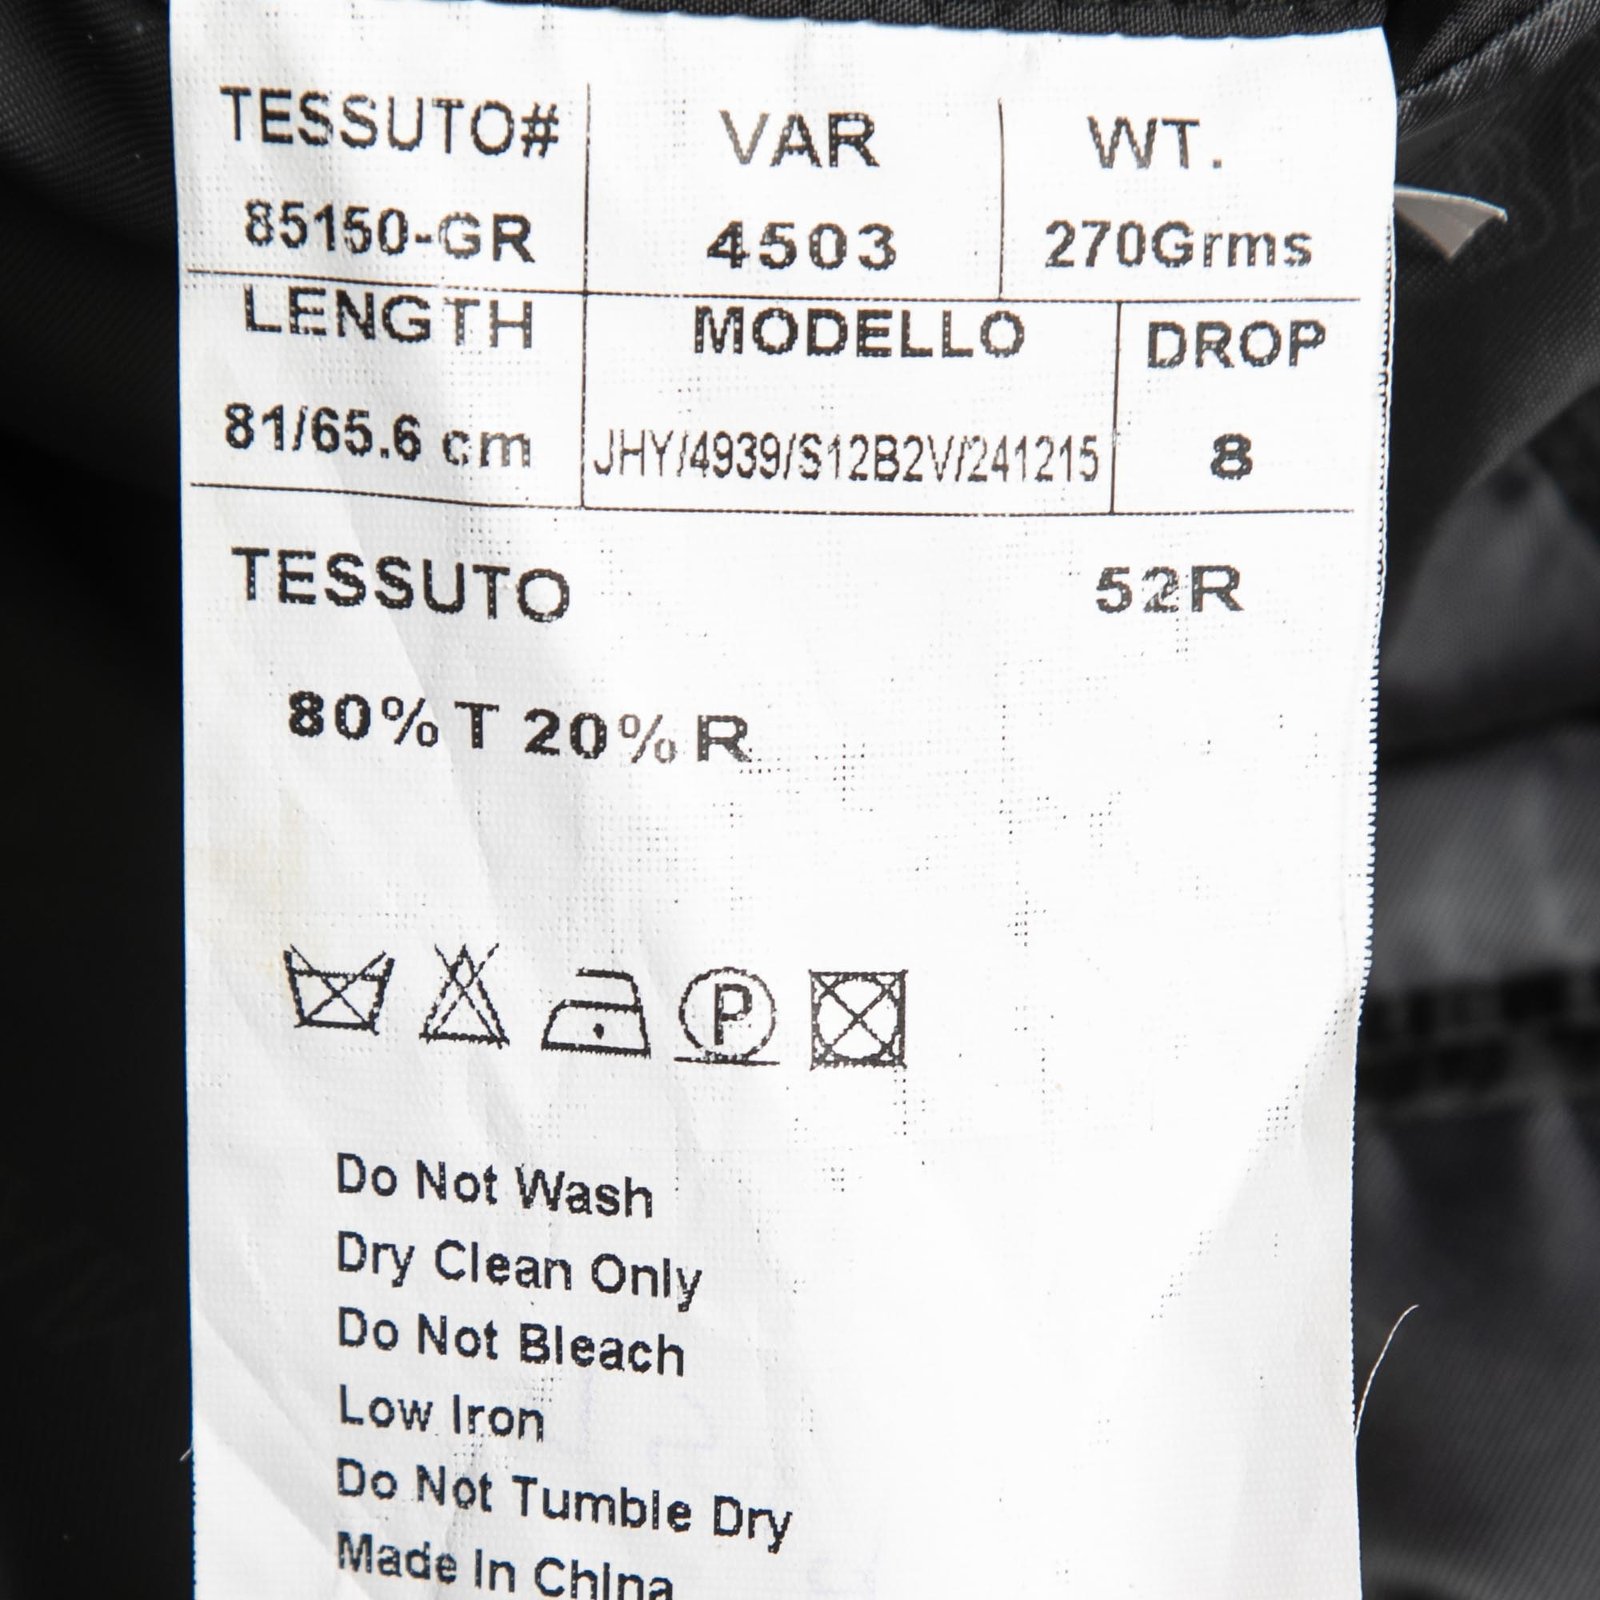 TESSUTO# VAR WT.
85150-GR 4503 270Grms
LENGTH MODELLO DROP
81/65.6 cm JHY/4939/S12B2V/241215 8
TESSUTO 52R
80% T 20% R
P
Do Not Wash
Dry Clean Only
Do Not Bleach
Low Iron
Do Not Tumble Dry
Made In China